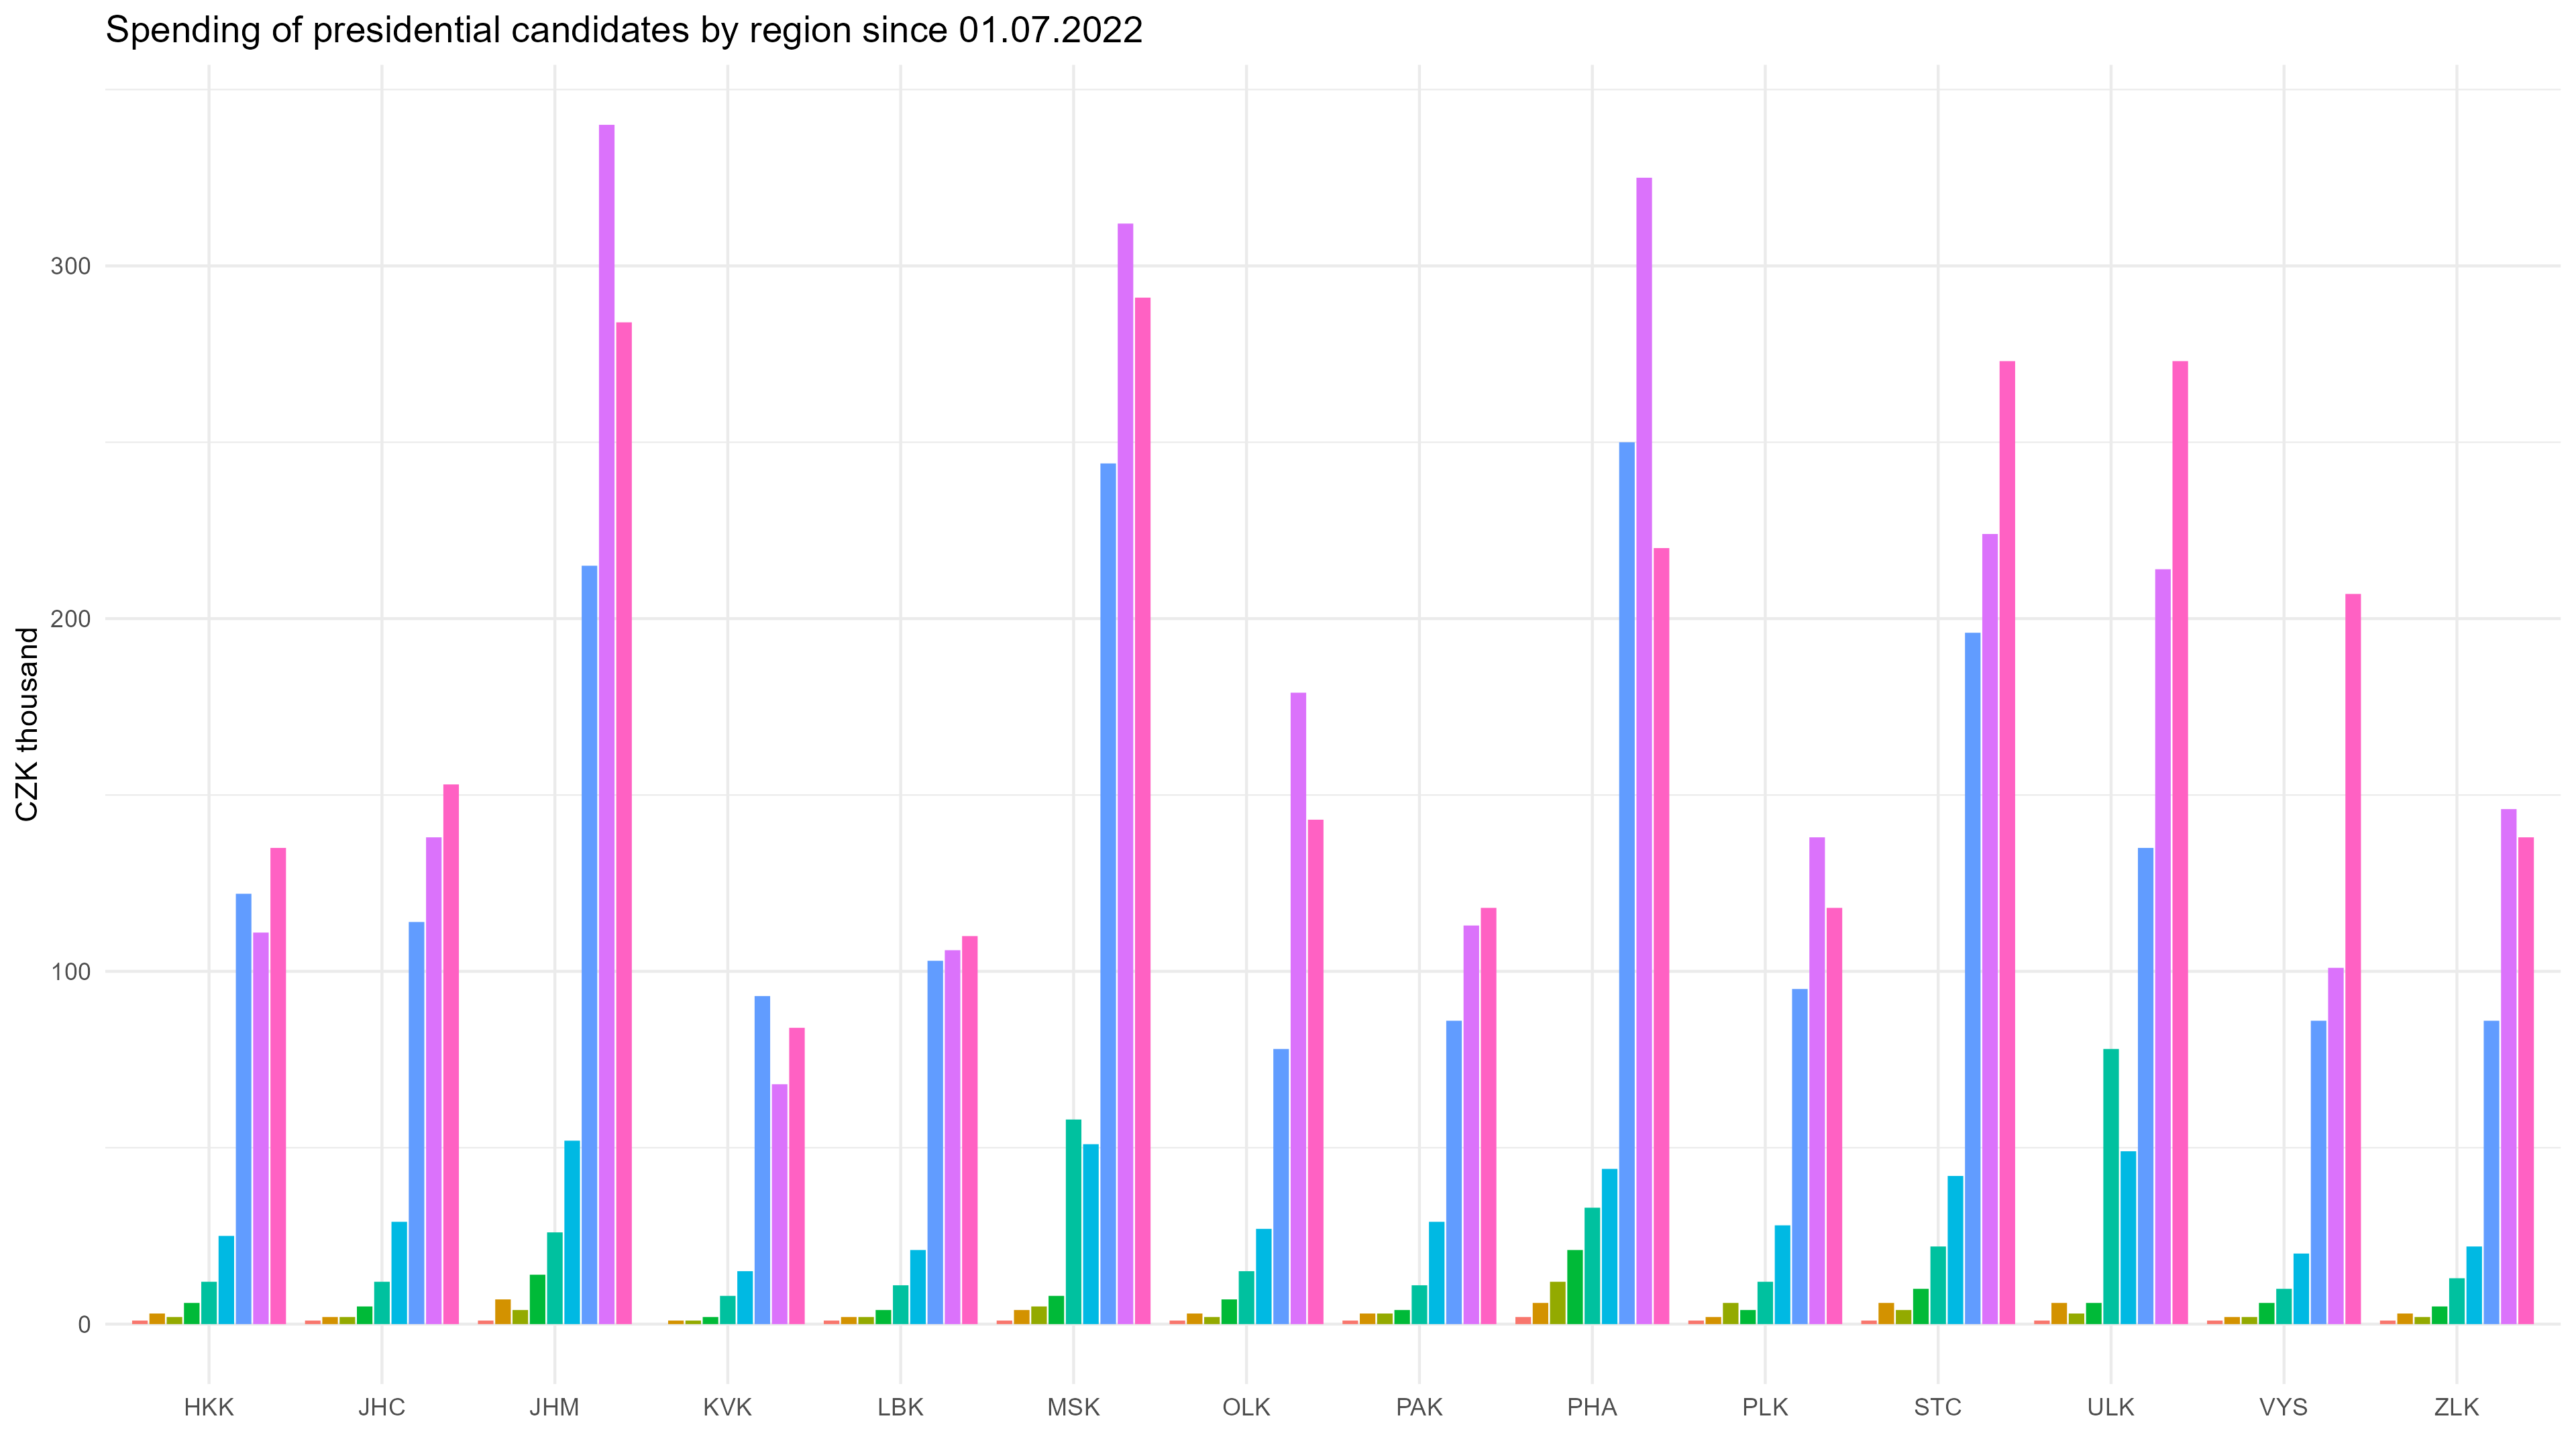 Spending of presidential candidates by region since 01.07.2022
CZK thousand
300
200
100
0
HKK JHC JHM KVK LBK MSK OLK PAK PHA PLK STC ULK VYS ZLK